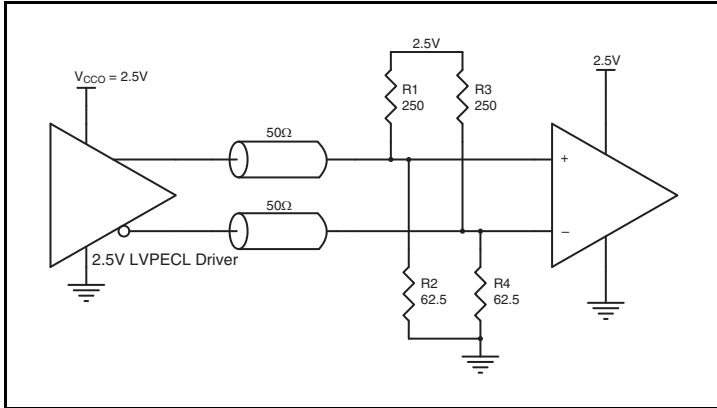 2.5V
V_CCO = 2.5V
2.5V
R1
250
R3
250
50Ω
+
50Ω
–
2.5V LVPECL Driver
R2
62.5
R4
62.5